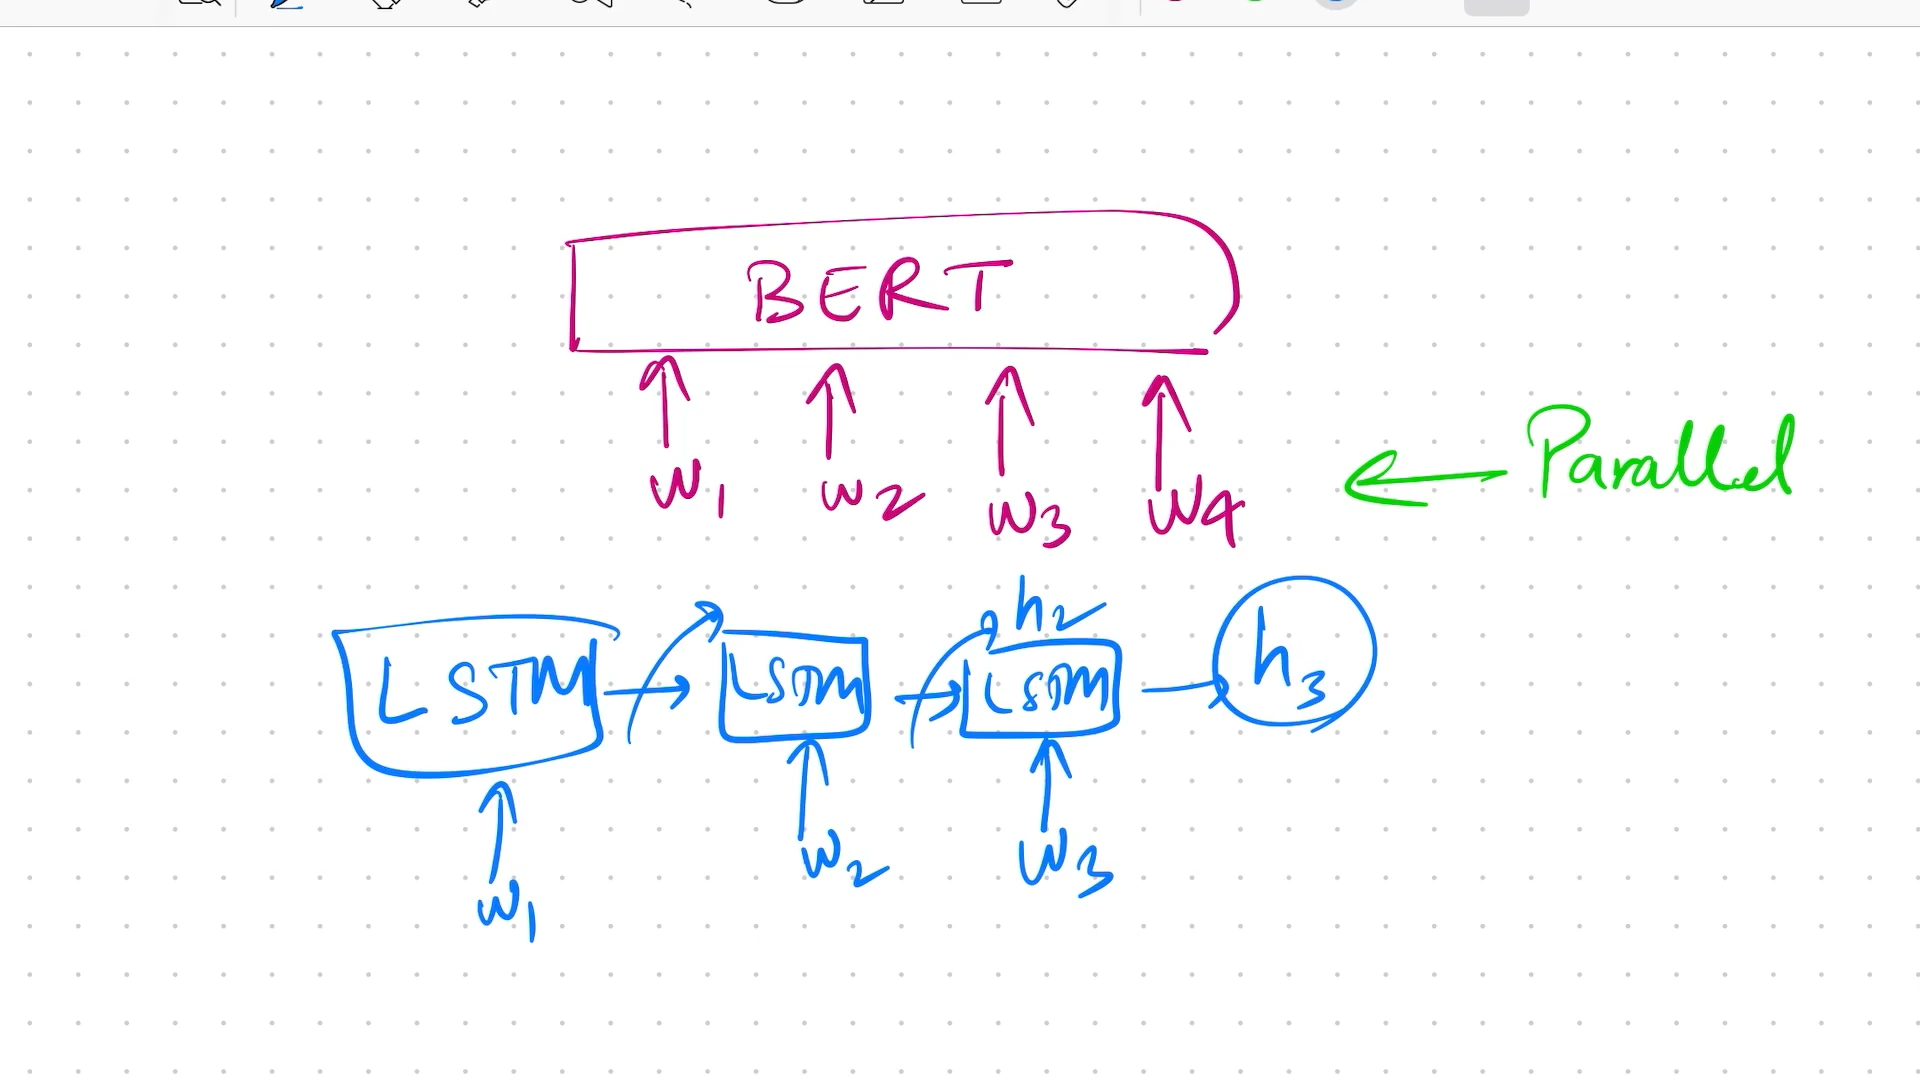 BERT
w1 w2 w3 w4
Parallel
h2
LSTM LSTM LSTM h3
w1 w2 w3